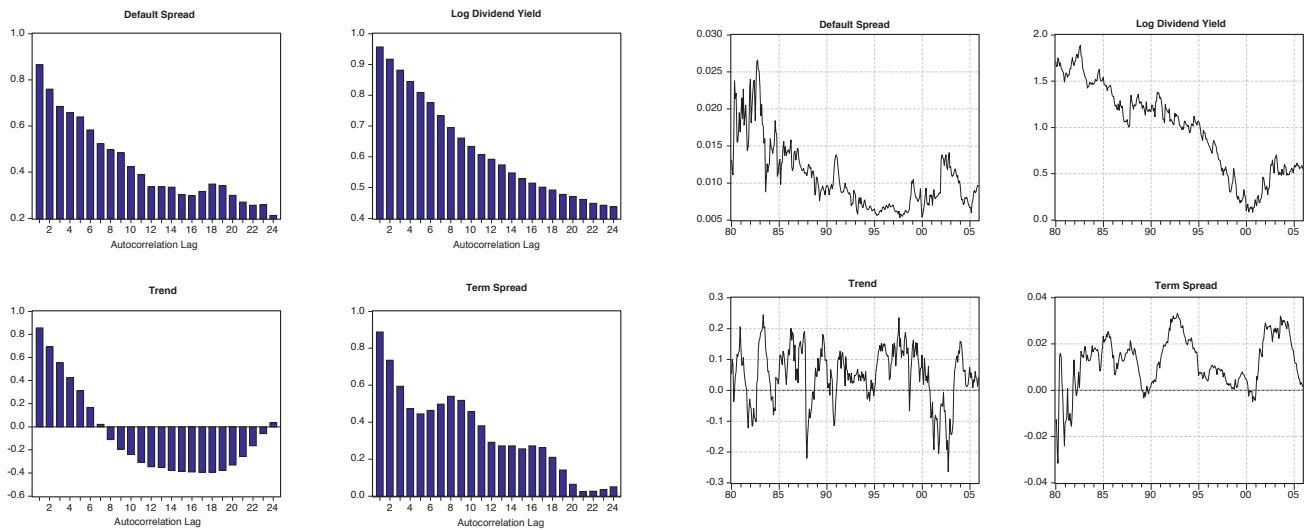 Default Spread
1.0
0.8
0.6
0.4
0.2
2 4 6 8 10 12 14 16 18 20 22 24
Autocorrelation Lag
Log Dividend Yield
1.0
0.9
0.8
0.7
0.6
0.5
0.4
2 4 6 8 10 12 14 16 18 20 22 24
Autocorrelation Lag
Default Spread
0.030
0.025
0.020
0.015
0.010
0.005
80 85 90 95 00 05
Log Dividend Yield
2.0
1.5
1.0
0.5
0.0
80 85 90 95 00 05
Trend
1.0
0.8
0.6
0.4
0.2
0.0
-0.2
-0.4
-0.6
2 4 6 8 10 12 14 16 18 20 22 24
Autocorrelation Lag
Term Spread
1.0
0.8
0.6
0.4
0.2
0.0
2 4 6 8 10 12 14 16 18 20 22 24
Autocorrelation Lag
Trend
0.3
0.2
0.1
0.0
-0.1
-0.2
-0.3
80 85 90 95 00 05
Term Spread
0.04
0.02
0.00
-0.02
-0.04
80 85 90 95 00 05